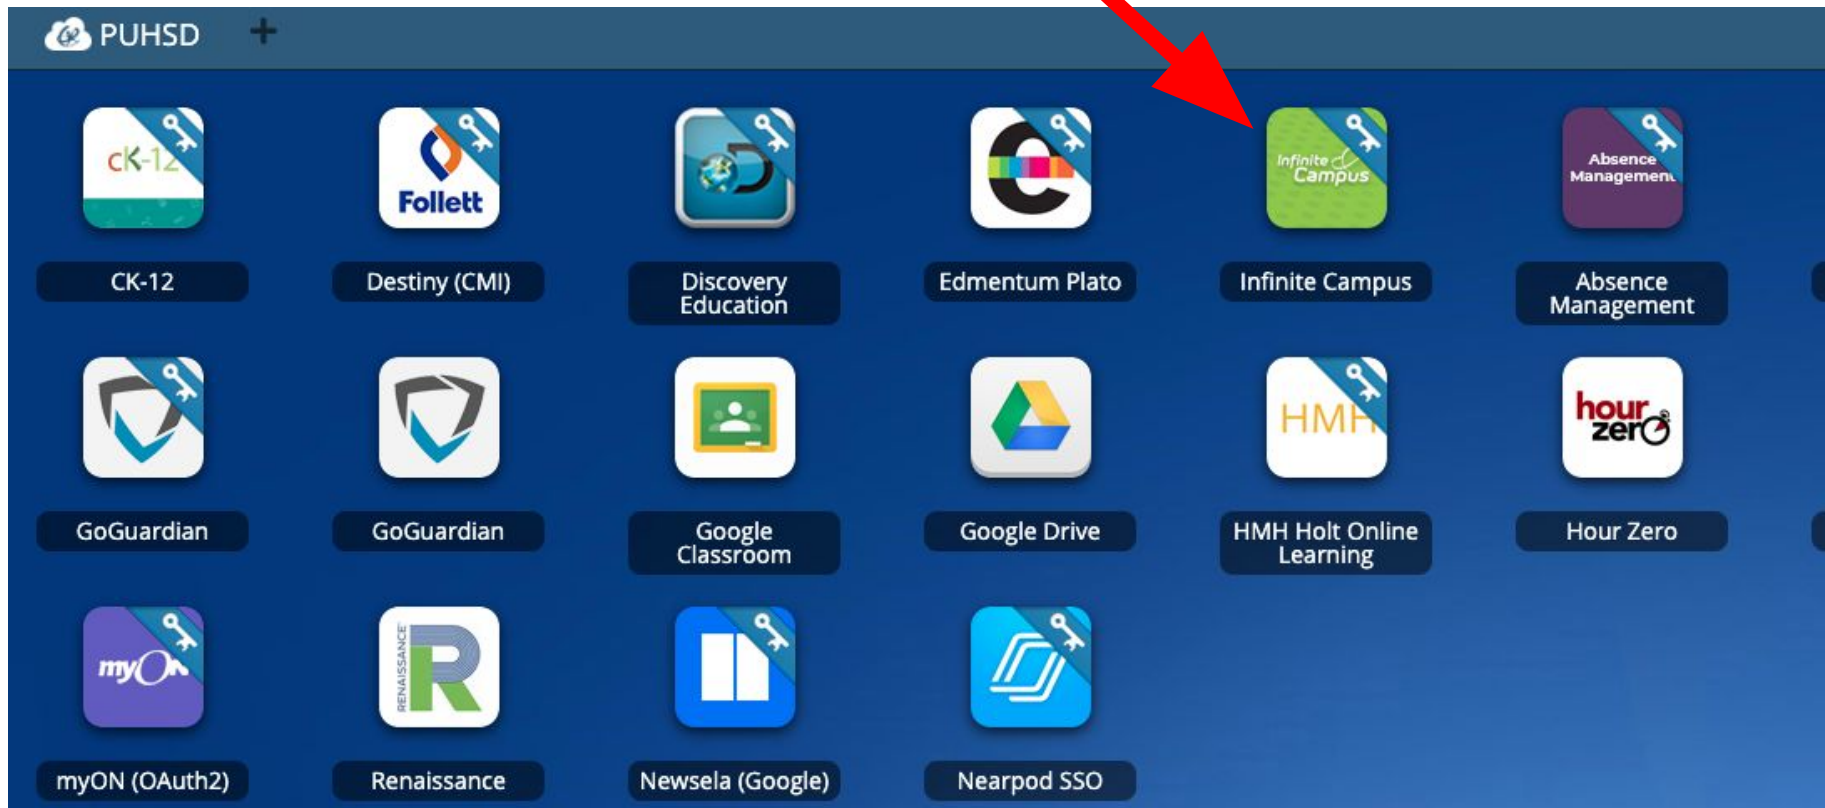 PUHSD +
cK-12
Follett
Infinite
Campus
Absence
Management
CK-12
Destiny (CMI)
Discovery
Education
Edmentum Plato
Infinite Campus
Absence
Management
HMH
hour
zero
GoGuardian
GoGuardian
Google
Classroom
Google Drive
HMH Holt Online
Learning
Hour Zero
myON
RENAISSANCE
R
myON (OAuth2)
Renaissance
Newsela (Google)
Nearpod SSO